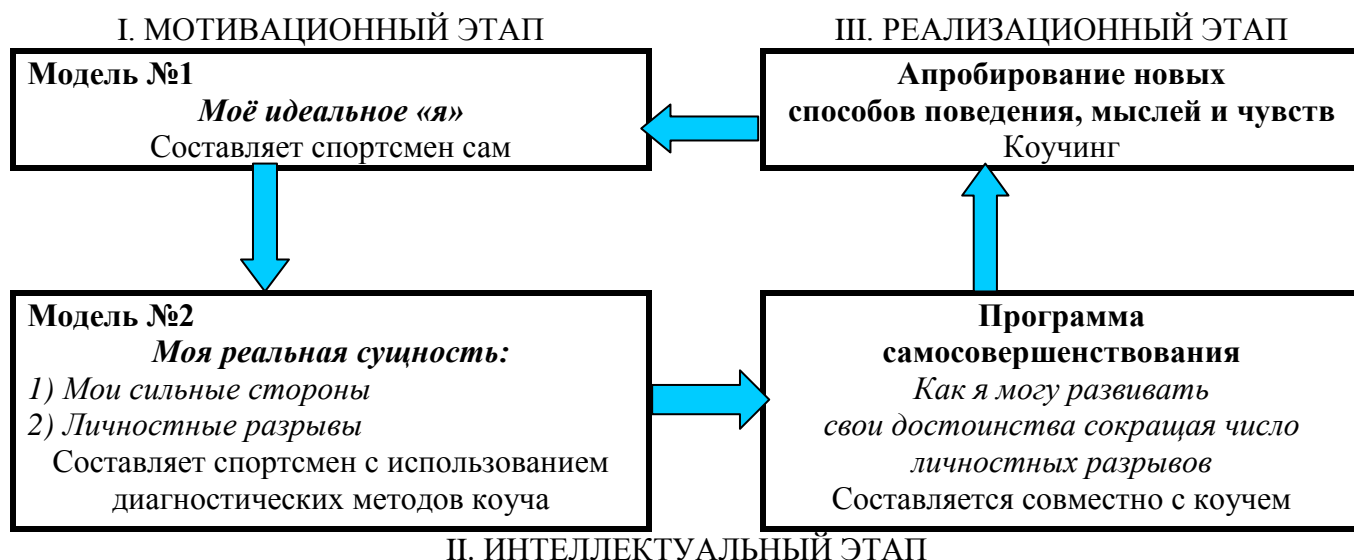 I. МОТИВАЦИОННЫЙ ЭТАП
Модель №1
Моё идеальное «я»
Составляет спортсмен сам
III. РЕАЛИЗАЦИОННЫЙ ЭТАП
Апробирование новых
способов поведения, мыслей и чувств
Коучинг
Модель №2
Моя реальная сущность:
1) Мои сильные стороны
2) Личностные разрывы
Составляет спортсмен с использованием
диагностических методов коуча
Программа
самосовершенствования
Как я могу развивать
свои достоинства сокращая число
личностных разрывов
Составляется совместно с коучем
II. ИНТЕЛЛЕКТУАЛЬНЫЙ ЭТАП